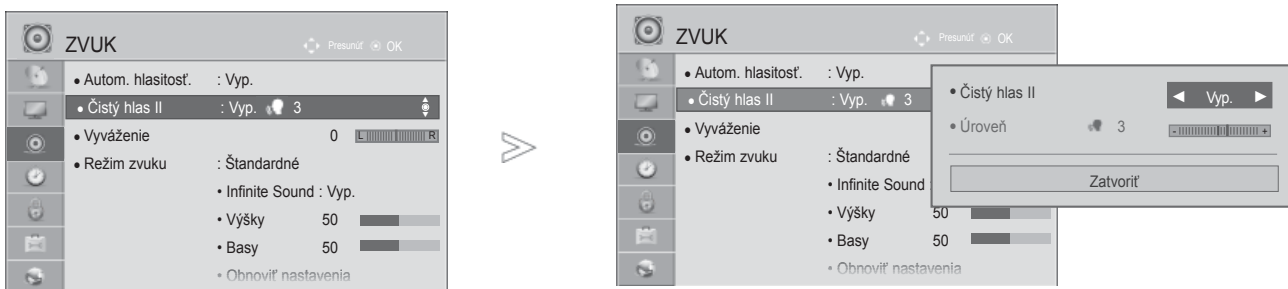 ZVUK
Presunúť OK
• Autom. hlasitosť. : Vyp.
• Čistý hlas II : Vyp. 3
• Vyváženie 0 L R
• Režim zvuku : Štandardné
• Infinite Sound : Vyp.
• Výšky 50
• Basy 50
• Obnoviť nastavenia
ZVUK
Presunúť OK
• Autom. hlasitosť. : Vyp.
• Čistý hlas II : Vyp. 3
• Vyváženie
• Režim zvuku : Štandardné
• Infinite Sound :
• Výšky 50
• Basy 50
• Obnoviť nastavenia
• Čistý hlas II ◄ Vyp. ►
• Úroveň 3 - +
Zatvoriť